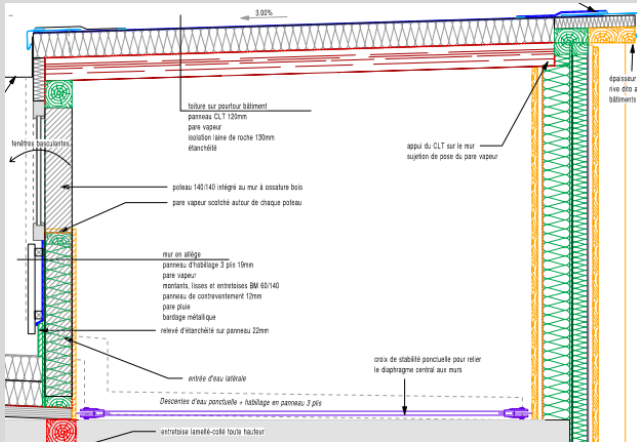 3.00%
épaisseur
rive dito a
bâtiments
toiture sur pourtour bâtiment
panneau CLT 120mm
pare vapeur
isolation laine de roche 130mm
étanchéité
fenêtres basculantes
appui du CLT sur le mur
sujetion de pose du pare vapeur
poteau 140/140 intégré au mur à ossature bois
pare vapeur scotché autour de chaque poteau
mur en allège
panneau d'habillage 3 plis 19mm
pare vapeur
montants, lisses et entretoises BM 60/140
panneau de contreventement 12mm
pare pluie
bardage métallique
relevé d'étanchéité sur panneau 22mm
croix de stabilité ponctuelle pour relier
le diaphragme central aux murs
entrée d'eau latérale
Descentes d'eau ponctuelle + habillage en panneau 3 plis
entretoise lamellé-collé toute hauteur